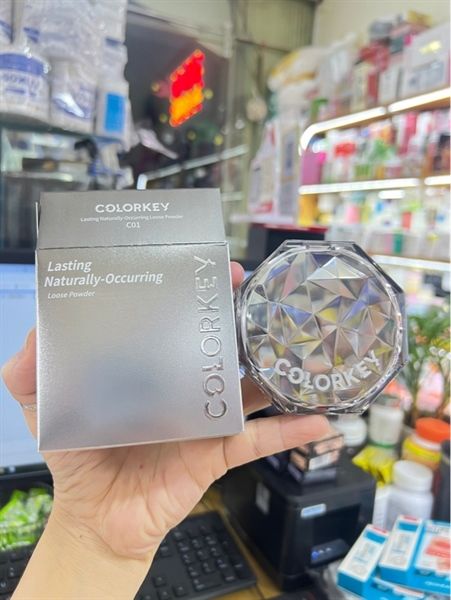 COLORKEY
Lasting Naturally-Occurring Loose Powder
C01
Lasting
Naturally-Occurring
Loose Powder
COLORKEY
COLORKEY